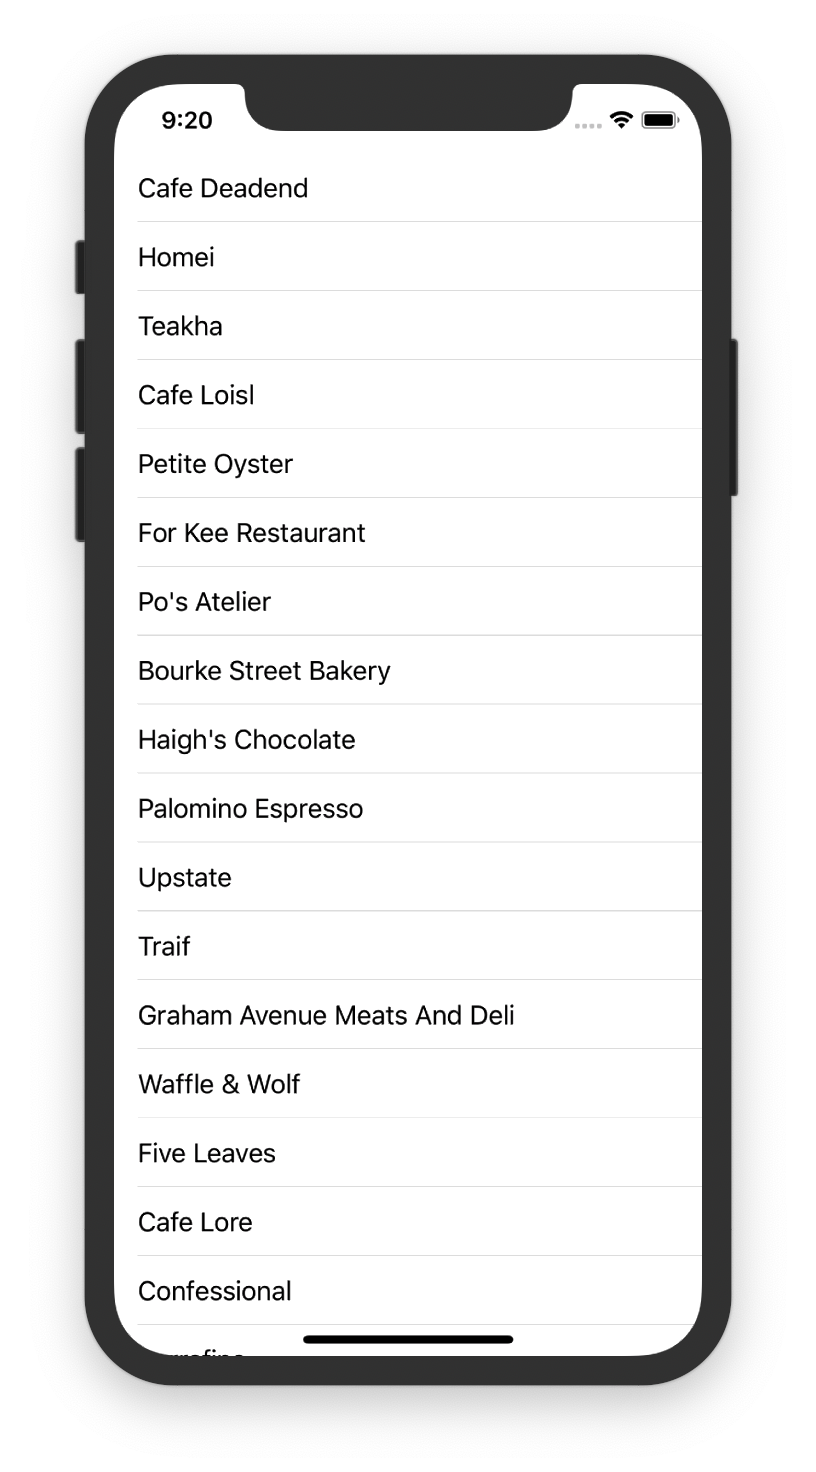 9:20
Cafe Deadend
Homei
Teakha
Cafe Loisl
Petite Oyster
For Kee Restaurant
Po's Atelier
Bourke Street Bakery
Haigh's Chocolate
Palomino Espresso
Upstate
Traif
Graham Avenue Meats And Deli
Waffle & Wolf
Five Leaves
Cafe Lore
Confessional